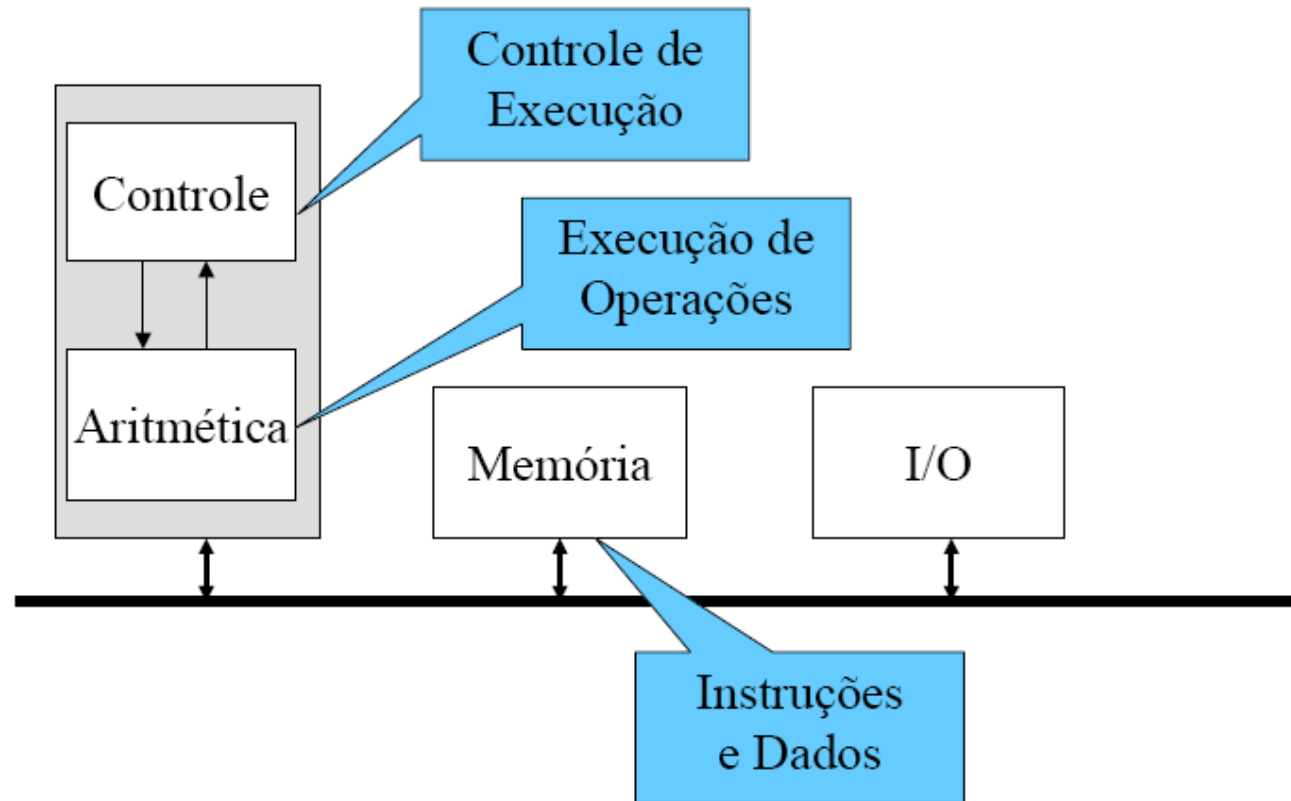 Controle de
Execução
Controle
Execução de
Operações
Aritmética
Memória
I/O
Instruções
e Dados